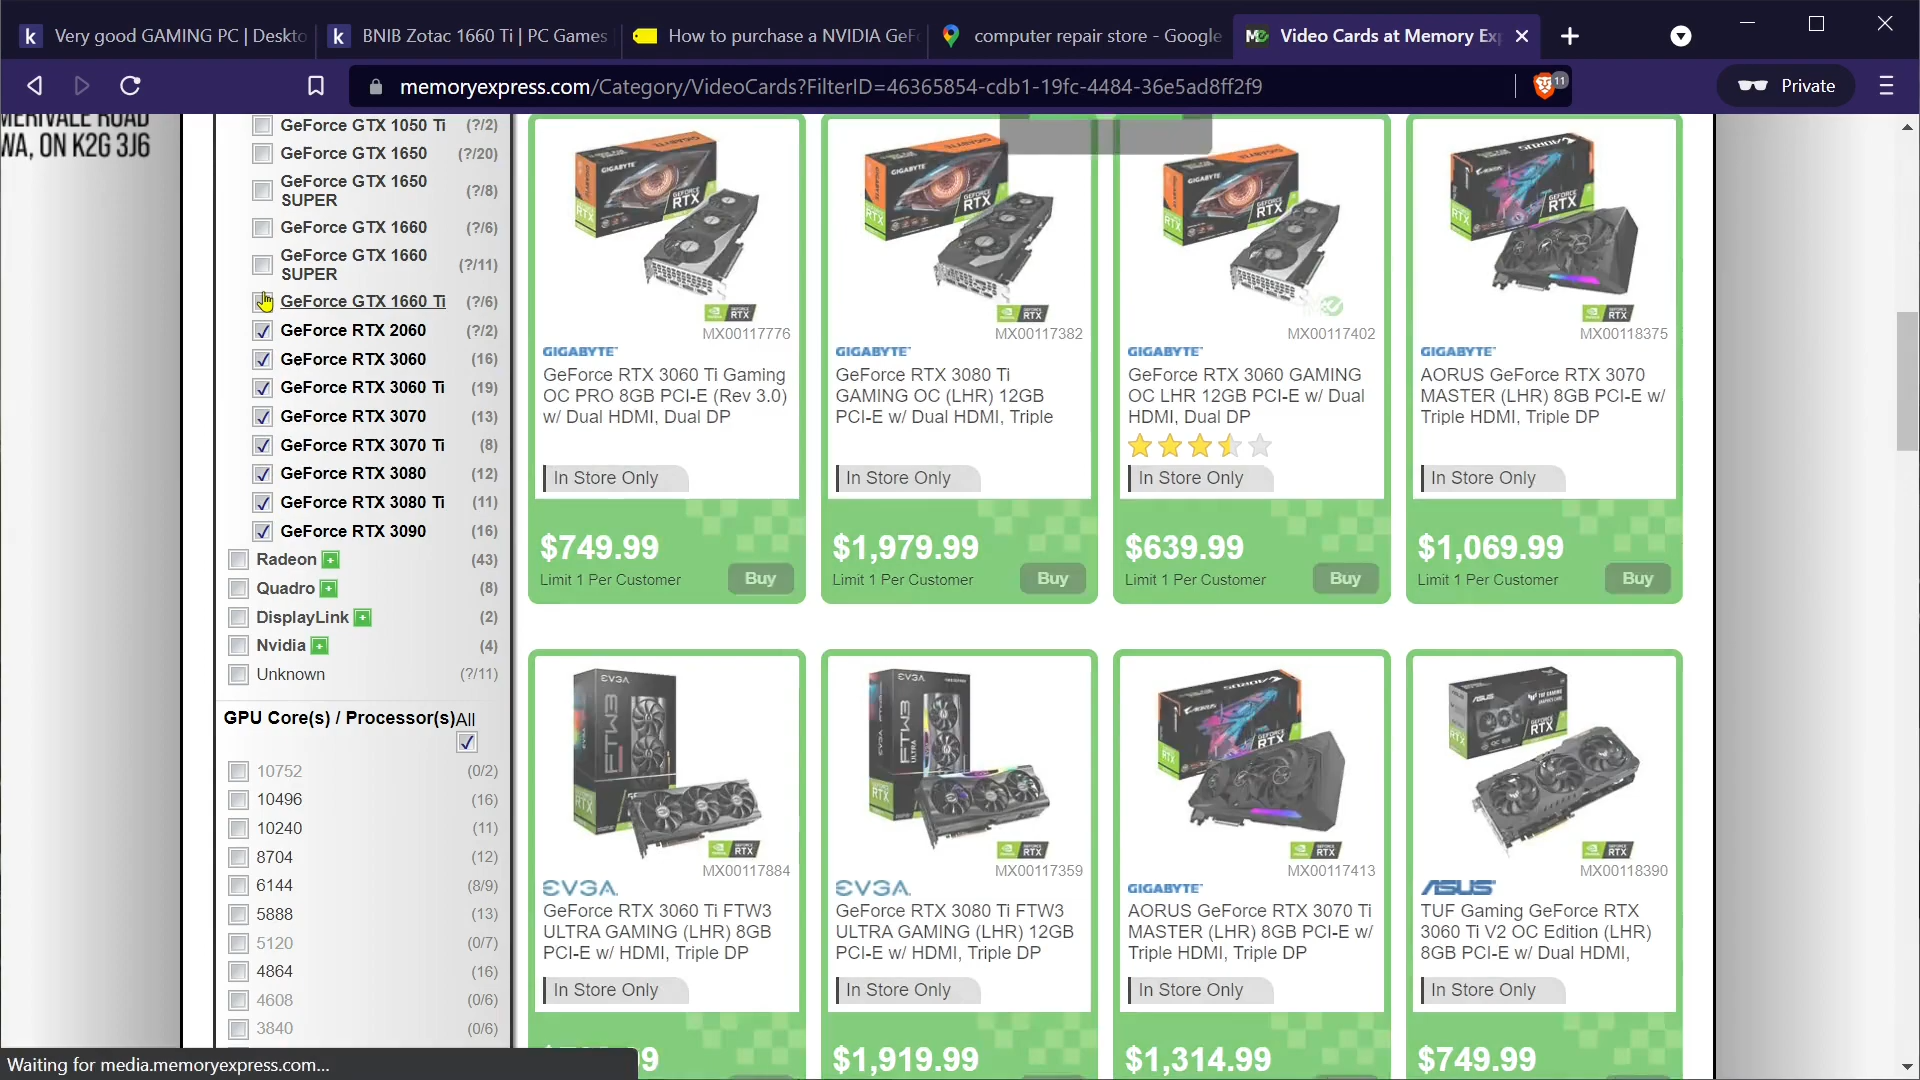 Very good GAMING PC | Deskto
BNIB Zotac 1660 Ti | PC Games
How to purchase a NVIDIA GeF
computer repair store - Google
Video Cards at Memory Exp
memoryexpress.com/Category/VideoCards?FilterID=46365854-cdb1-19fc-4484-36e5ad8ff2f9
11
Private
MERIVALE ROAD
WA, ON K2G 3J6
GeForce GTX 1050 Ti (?/2)
GeForce GTX 1650 (?/20)
GeForce GTX 1650
SUPER (?/8)
GeForce GTX 1660 (?/6)
GeForce GTX 1660
SUPER (?/11)
GeForce GTX 1660 Ti (?/6)
GeForce RTX 2060 (?/2)
GeForce RTX 3060 (16)
GeForce RTX 3060 Ti (19)
GeForce RTX 3070 (13)
GeForce RTX 3070 Ti (8)
GeForce RTX 3080 (12)
GeForce RTX 3080 Ti (11)
GeForce RTX 3090 (16)
Radeon (43)
Quadro (8)
DisplayLink (2)
Nvidia (4)
Unknown (?/11)
GPU Core(s) / Processor(s) All
10752 (0/2)
10496 (16)
10240 (11)
8704 (12)
6144 (8/9)
5888 (13)
5120 (0/7)
4864 (16)
4608 (0/6)
3840 (0/6)
MX00117776
GIGABYTE
GeForce RTX 3060 Ti Gaming
OC PRO 8GB PCI-E (Rev 3.0)
w/ Dual HDMI, Dual DP
In Store Only
$749.99
Limit 1 Per Customer
Buy
MX00117382
GIGABYTE
GeForce RTX 3080 Ti
GAMING OC (LHR) 12GB
PCI-E w/ Dual HDMI, Triple
In Store Only
$1,979.99
Limit 1 Per Customer
Buy
MX00117402
GIGABYTE
GeForce RTX 3060 GAMING
OC LHR 12GB PCI-E w/ Dual
HDMI, Dual DP
In Store Only
$639.99
Limit 1 Per Customer
Buy
MX00118375
GIGABYTE
AORUS GeForce RTX 3070
MASTER (LHR) 8GB PCI-E w/
Triple HDMI, Triple DP
In Store Only
$1,069.99
Limit 1 Per Customer
Buy
MX00117884
EVGA
GeForce RTX 3060 Ti FTW3
ULTRA GAMING (LHR) 8GB
PCI-E w/ HDMI, Triple DP
In Store Only
MX00117359
EVGA
GeForce RTX 3080 Ti FTW3
ULTRA GAMING (LHR) 12GB
PCI-E w/ HDMI, Triple DP
In Store Only
$1,919.99
MX00117413
GIGABYTE
AORUS GeForce RTX 3070 Ti
MASTER (LHR) 8GB PCI-E w/
Triple HDMI, Triple DP
In Store Only
$1,314.99
MX00118390
ASUS
TUF Gaming GeForce RTX
3060 Ti V2 OC Edition (LHR)
8GB PCI-E w/ Dual HDMI,
In Store Only
$749.99
Waiting for media.memoryexpress.com...